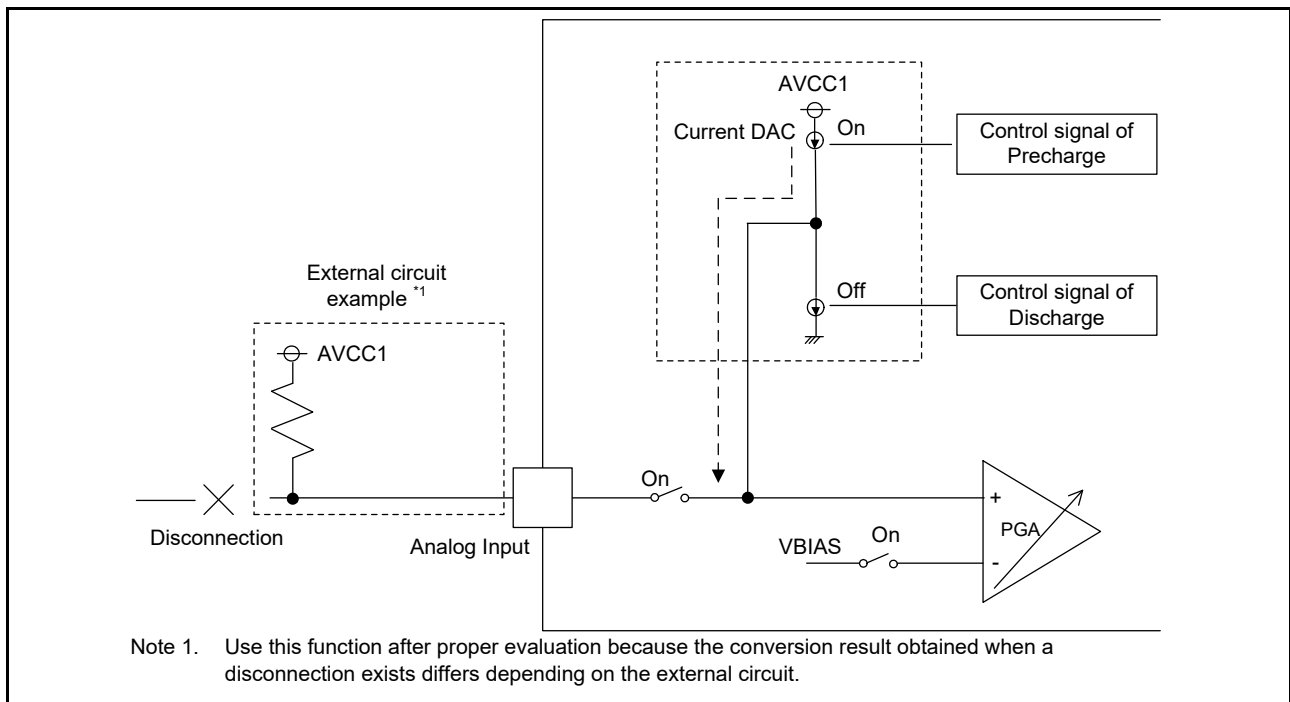 AVCC1
Current DAC
On
Control signal of
Precharge
Off
Control signal of
Discharge
External circuit
example *1
AVCC1
Disconnection
Analog Input
On
VBIAS
On
+
-
PGA
Note 1. Use this function after proper evaluation because the conversion result obtained when a
disconnection exists differs depending on the external circuit.